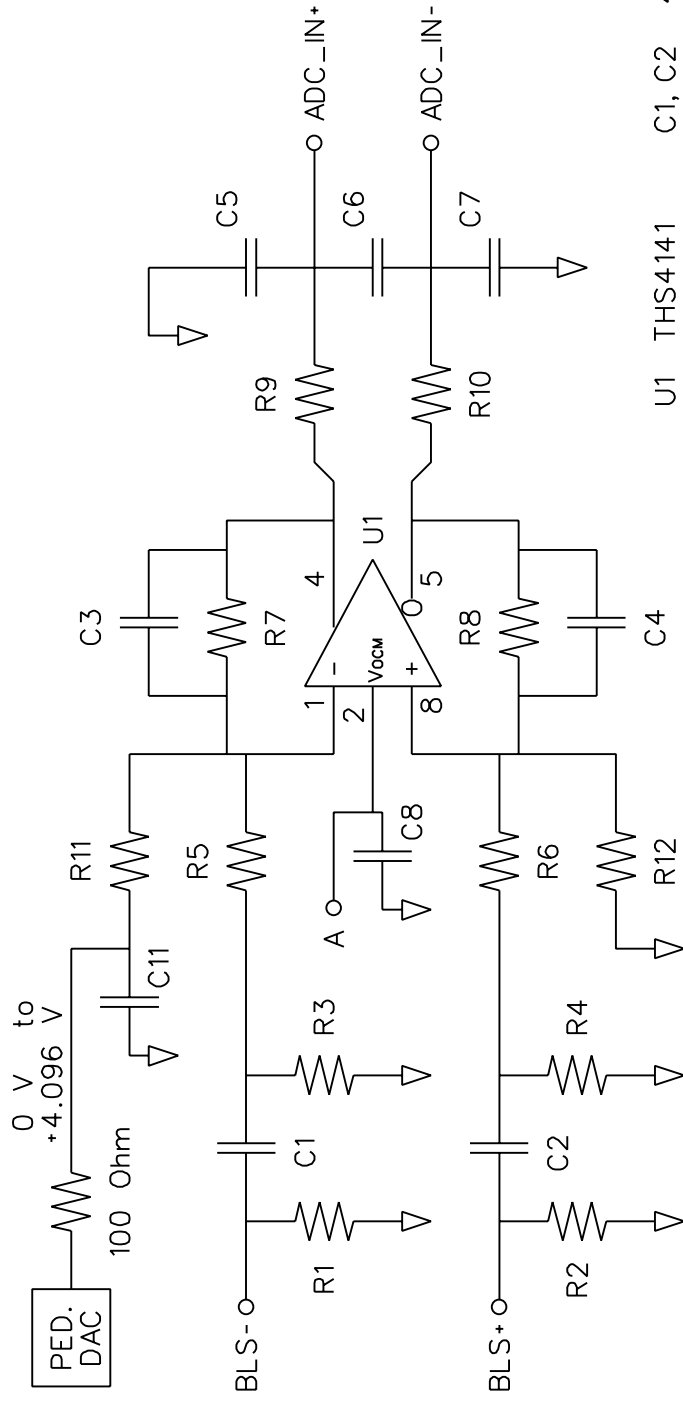 0 V to
+4.096 V
PED.
DAC
100 Ohm
C11
R11
C3
R7
R5
BLS-
R1
C1
R3
A
C8
1
2
8
-
VOCM
+
4
5
U1
R9
R10
C5
C6
C7
ADC_IN+
ADC_IN-
BLS+
R2
C2
R4
R6
R12
R8
C4
U1 THS4141 C1, C2